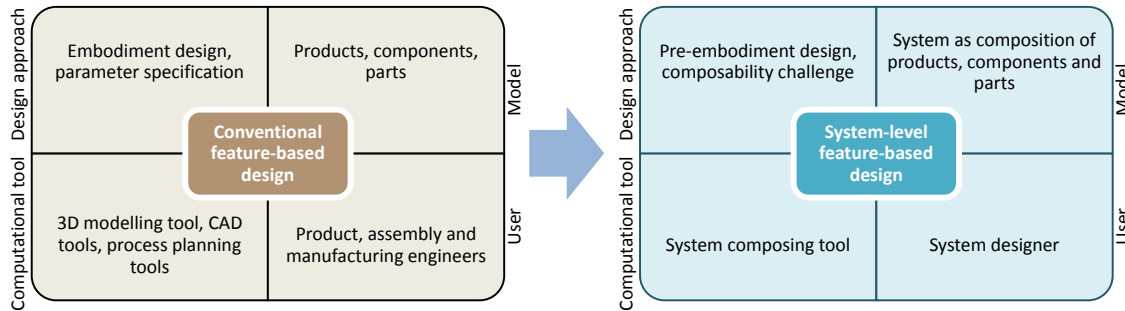 Design approach
Embodiment design,
parameter specification
Products, components,
parts
Model
Conventional
feature-based
design
Computational tool
3D modelling tool, CAD
tools, process planning
tools
Product, assembly and
manufacturing engineers
User
Design approach
Pre-embodiment design,
composability challenge
System as composition of
products, components and
parts
Model
System-level
feature-based
design
Computational tool
System composing tool
System designer
User